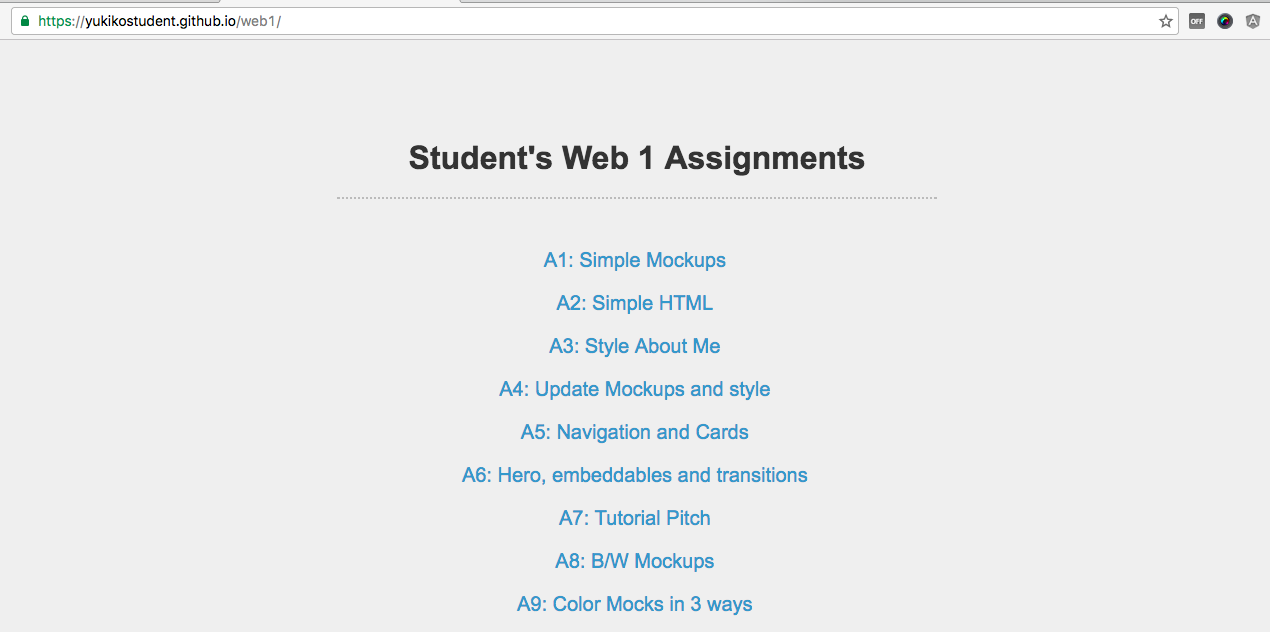 https://yukikostudent.github.io/web1/
OFF
A
Student's Web 1 Assignments
A1: Simple Mockups
A2: Simple HTML
A3: Style About Me
A4: Update Mockups and style
A5: Navigation and Cards
A6: Hero, embeddables and transitions
A7: Tutorial Pitch
A8: B/W Mockups
A9: Color Mocks in 3 ways